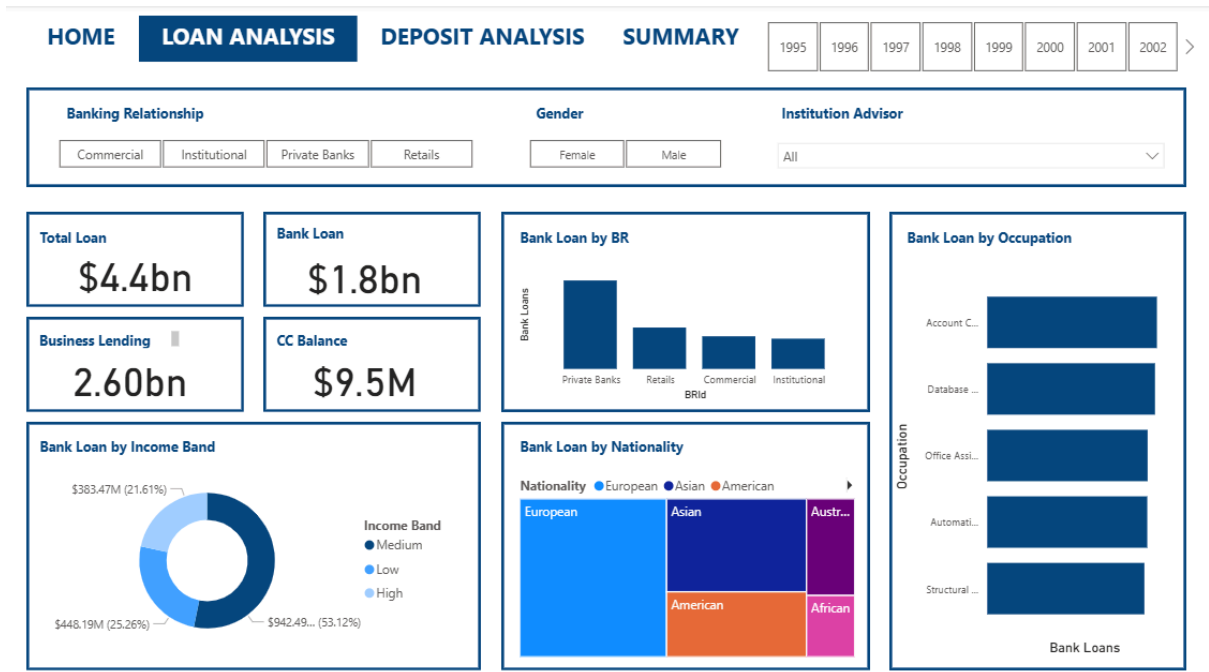 HOME LOAN ANALYSIS DEPOSIT ANALYSIS SUMMARY
1995 1996 1997 1998 1999 2000 2001 2002
Banking Relationship
Commercial Institutional Private Banks Retails
Gender
Female Male
Institution Advisor
All
Total Loan
$4.4bn
Bank Loan
$1.8bn
Business Lending
2.60bn
CC Balance
$9.5M
Bank Loan by BR
Bank Loans
Private Banks Retails Commercial Institutional
BRId
Bank Loan by Occupation
Occupation
Account C...
Database ...
Office Assi...
Automati...
Structural ...
Bank Loans
Bank Loan by Income Band
$383.47M (21.61%)
$448.19M (25.26%)
$942.49... (53.12%)
Income Band
Medium
Low
High
Bank Loan by Nationality
Nationality European Asian American
European
Asian
Austr...
American
African